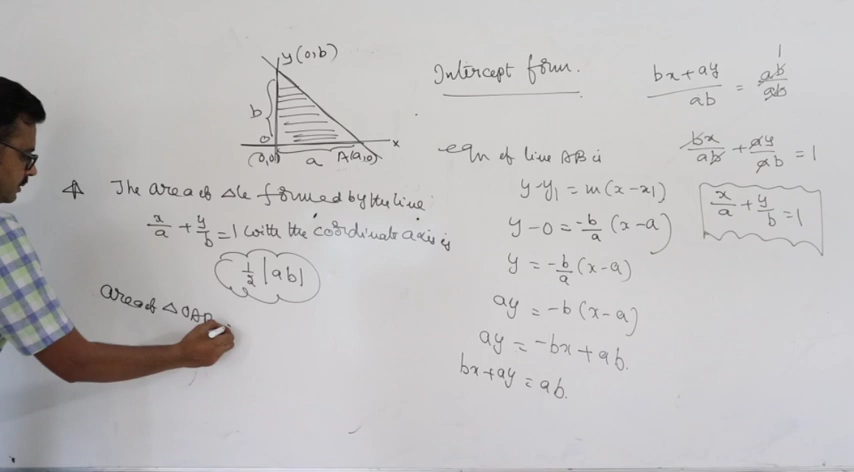 y(0,b)
b
0
x
(0,0)
a
A(a,0)
The area of Δle formed by the line
x/a + y/b = 1 with the coordinate axis is
1/2 |ab|
area of ΔOAB
Intercept form.
eqn of line AB is
y-y₁ = m(x-x₁)
y-0 = -b/a (x-a)
y = -b/a (x-a)
ay = -b(x-a)
ay = -bx+ab.
bx+ay = ab.
1
bx+ay/ab = ab/ab
bx/ab + ay/ab = 1
x/a + y/b = 1